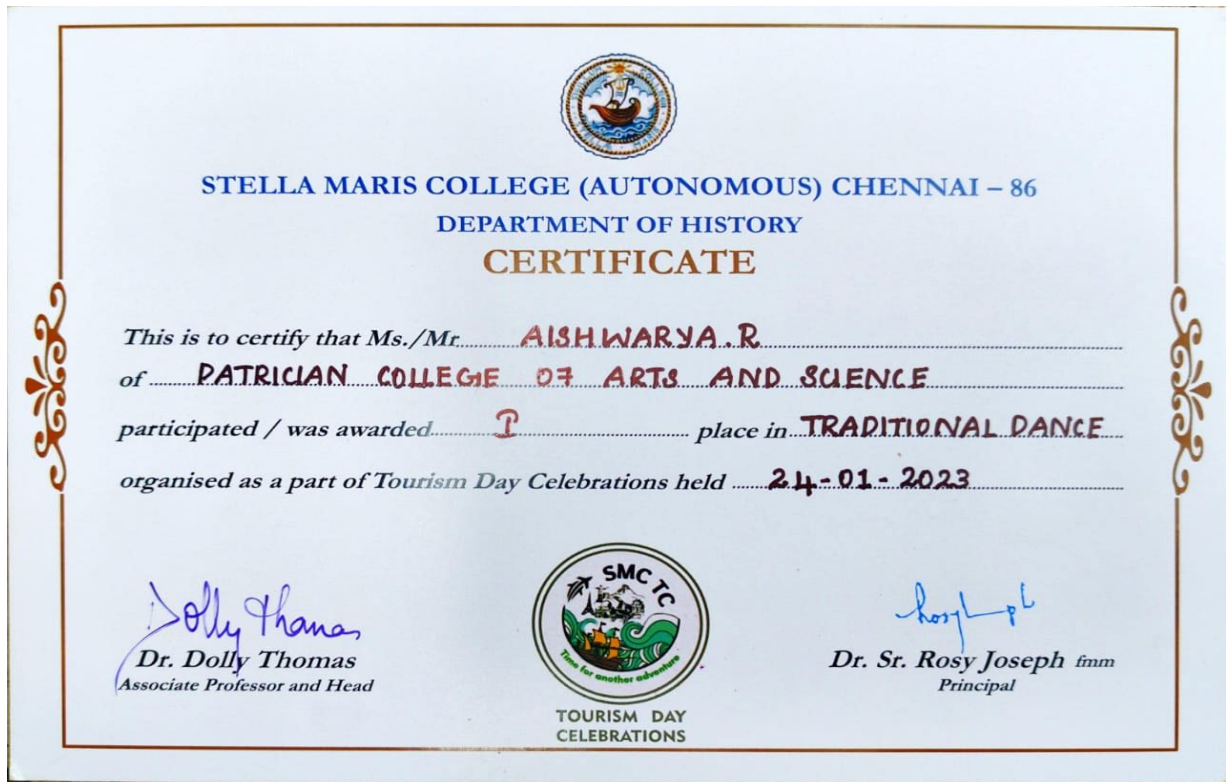 STELLA MARIS COLLEGE (AUTONOMOUS) CHENNAI – 86
DEPARTMENT OF HISTORY
CERTIFICATE
This is to certify that Ms./Mr. AISHWARYA.R
of PATRICIAN COLLEGE OF ARTS AND SCIENCE
participated / was awarded I place in TRADITIONAL DANCE
organised as a part of Tourism Day Celebrations held 24-01-2023
Dolly Thomas
Dr. Dolly Thomas
Associate Professor and Head
SMC TC
Time for another adventure
TOURISM DAY
CELEBRATIONS
Dr. Sr. Rosy Joseph fmm
Principal